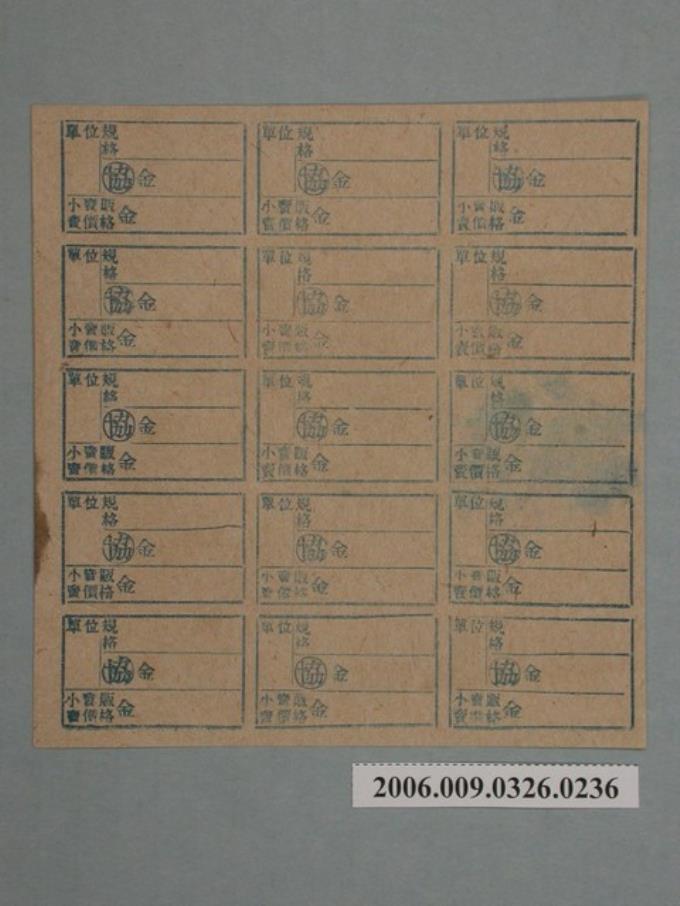 單位規
格
協金
小賣販
賣價格金
單位規
格
協金
小賣販
賣價格金
單位規
格
協金
小賣販
賣價格金
單位規
格
協金
小賣販
賣價格金
單位規
格
協金
小賣販
賣價格金
單位規
格
協金
小賣販
賣價格金
單位規
格
協金
小賣販
賣價格金
單位規
格
協金
小賣販
賣價格金
單位規
格
協金
小賣販
賣價格金
單位規
格
協金
小賣販
賣價格金
單位規
格
協金
小賣販
賣價格金
單位規
格
協金
小賣販
賣價格金
單位規
格
協金
小賣販
賣價格金
單位規
格
協金
小賣販
賣價格金
單位規
格
協金
小賣販
賣價格金
2006.009.0326.0236